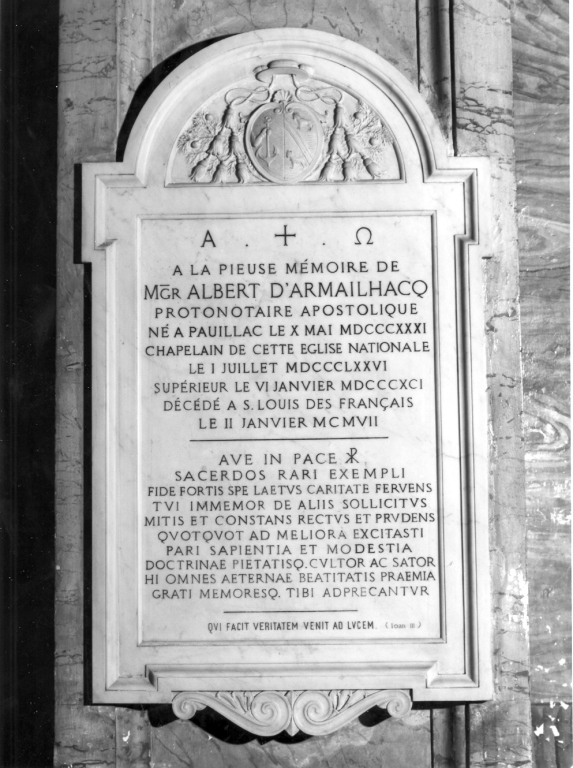 A . ✝ . Ω
A LA PIEUSE MÉMOIRE DE
MGR ALBERT D'ARMAILHACQ
PROTONOTAIRE APOSTOLIQUE
NÉ A PAUILLAC LE X MAI MDCCCXXXI
CHAPELAIN DE CETTE EGLISE NATIONALE
LE I JUILLET MDCCCLXXVI
SUPÉRIEUR LE VI JANVIER MDCCCXCI
DÉCÉDÉ A S. LOUIS DES FRANÇAIS
LE II JANVIER MCMVII
AVE IN PACE ☧
SACERDOS RARI EXEMPLI
FIDE FORTIS SPE LAETVS CARITATE FERVENS
TVI IMMEMOR DE ALIIS SOLLICITVS
MITIS ET CONSTANS RECTVS ET PRVDENS
QVOTQVOT AD MELIORA EXCITASTI
PARI SAPIENTIA ET MODESTIA
DOCTRINAE PIETATISQ. CVLTOR AC SATOR
HI OMNES AETERNAE BEATITATIS PRAEMIA
GRATI MEMORESQ. TIBI ADPRECANTVR
QVI FACIT VERITATEM VENIT AD LVCEM. (Ioan III)